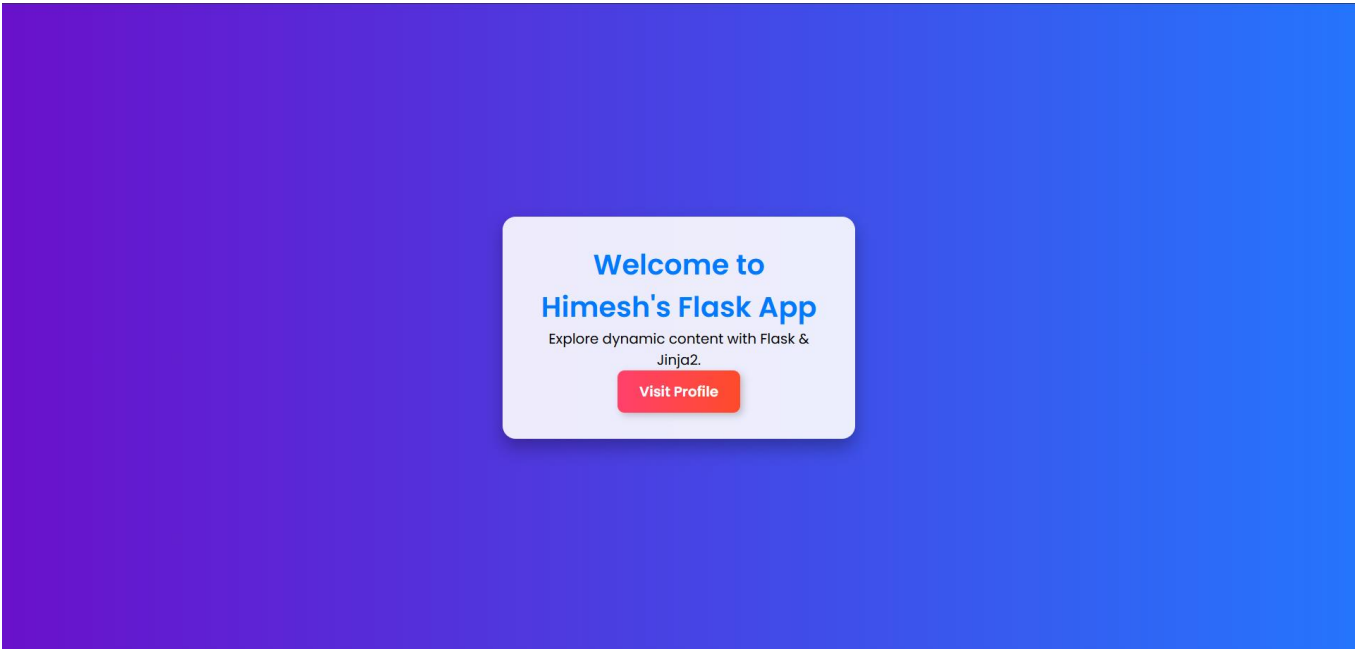 Welcome to
Himesh's Flask App
Explore dynamic content with Flask &
Jinja2.
Visit Profile